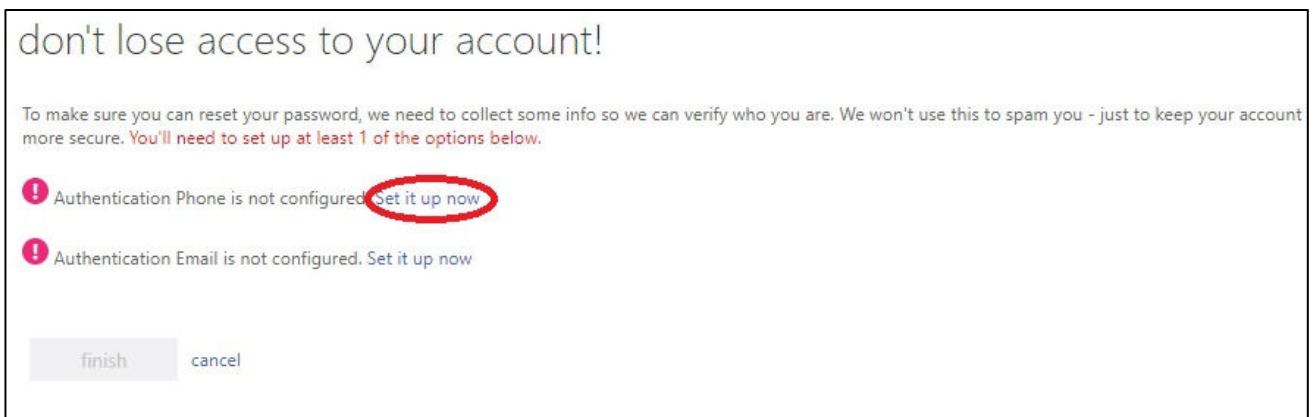 don't lose access to your account!
To make sure you can reset your password, we need to collect some info so we can verify who you are. We won't use this to spam you - just to keep your account
more secure. You'll need to set up at least 1 of the options below.
! Authentication Phone is not configured. Set it up now
! Authentication Email is not configured. Set it up now
finish cancel